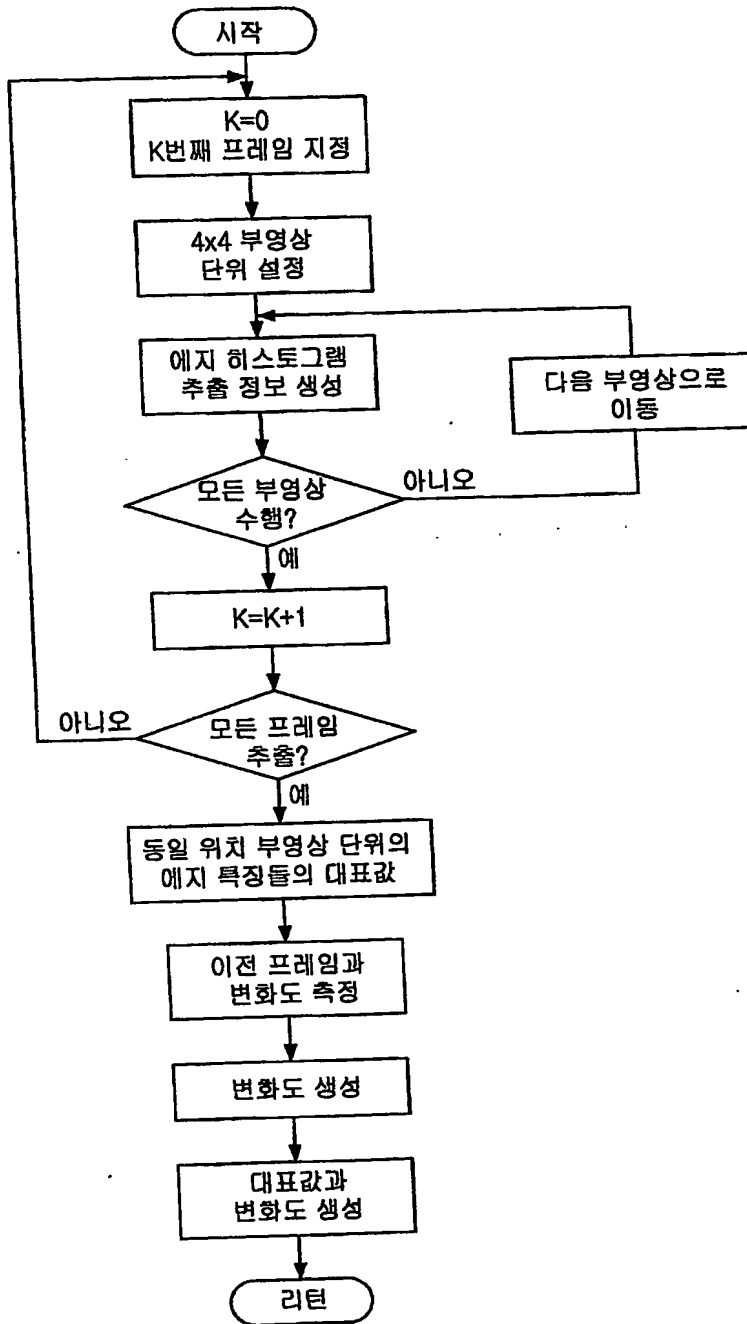 시작
K=0
K번째 프레임 지정
4x4 부영상
단위 설정
에지 히스토그램
추출 정보 생성
다음 부영상으로
이동
모든 부영상
수행?
아니오
예
K=K+1
모든 프레임
추출?
아니오
예
동일 위치 부영상 단위의
에지 특징들의 대표값
이전 프레임과
변화도 측정
변화도 생성
대표값과
변화도 생성
리턴